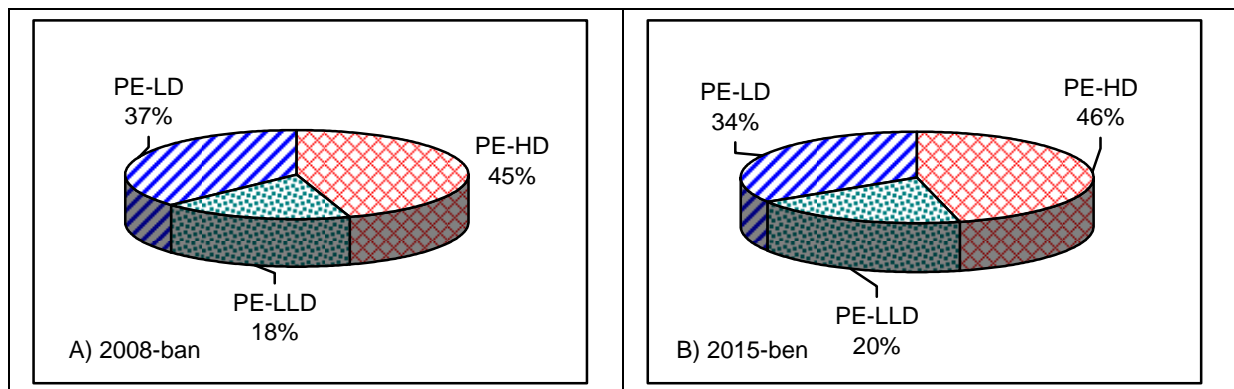 PE-LD
37%
PE-HD
45%
PE-LLD
18%
A) 2008-ban
PE-LD
34%
PE-HD
46%
PE-LLD
20%
B) 2015-ben